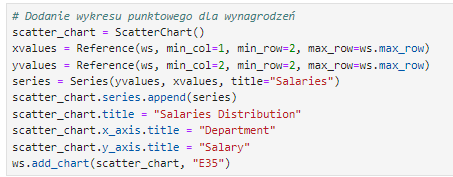 # Dodanie wykresu punktowego dla wynagrodzeń
scatter_chart = ScatterChart()
xvalues = Reference(ws, min_col=1, min_row=2, max_row=ws.max_row)
yvalues = Reference(ws, min_col=2, min_row=2, max_row=ws.max_row)
series = Series(yvalues, xvalues, title="Salaries")
scatter_chart.series.append(series)
scatter_chart.title = "Salaries Distribution"
scatter_chart.x_axis.title = "Department"
scatter_chart.y_axis.title = "Salary"
ws.add_chart(scatter_chart, "E35")